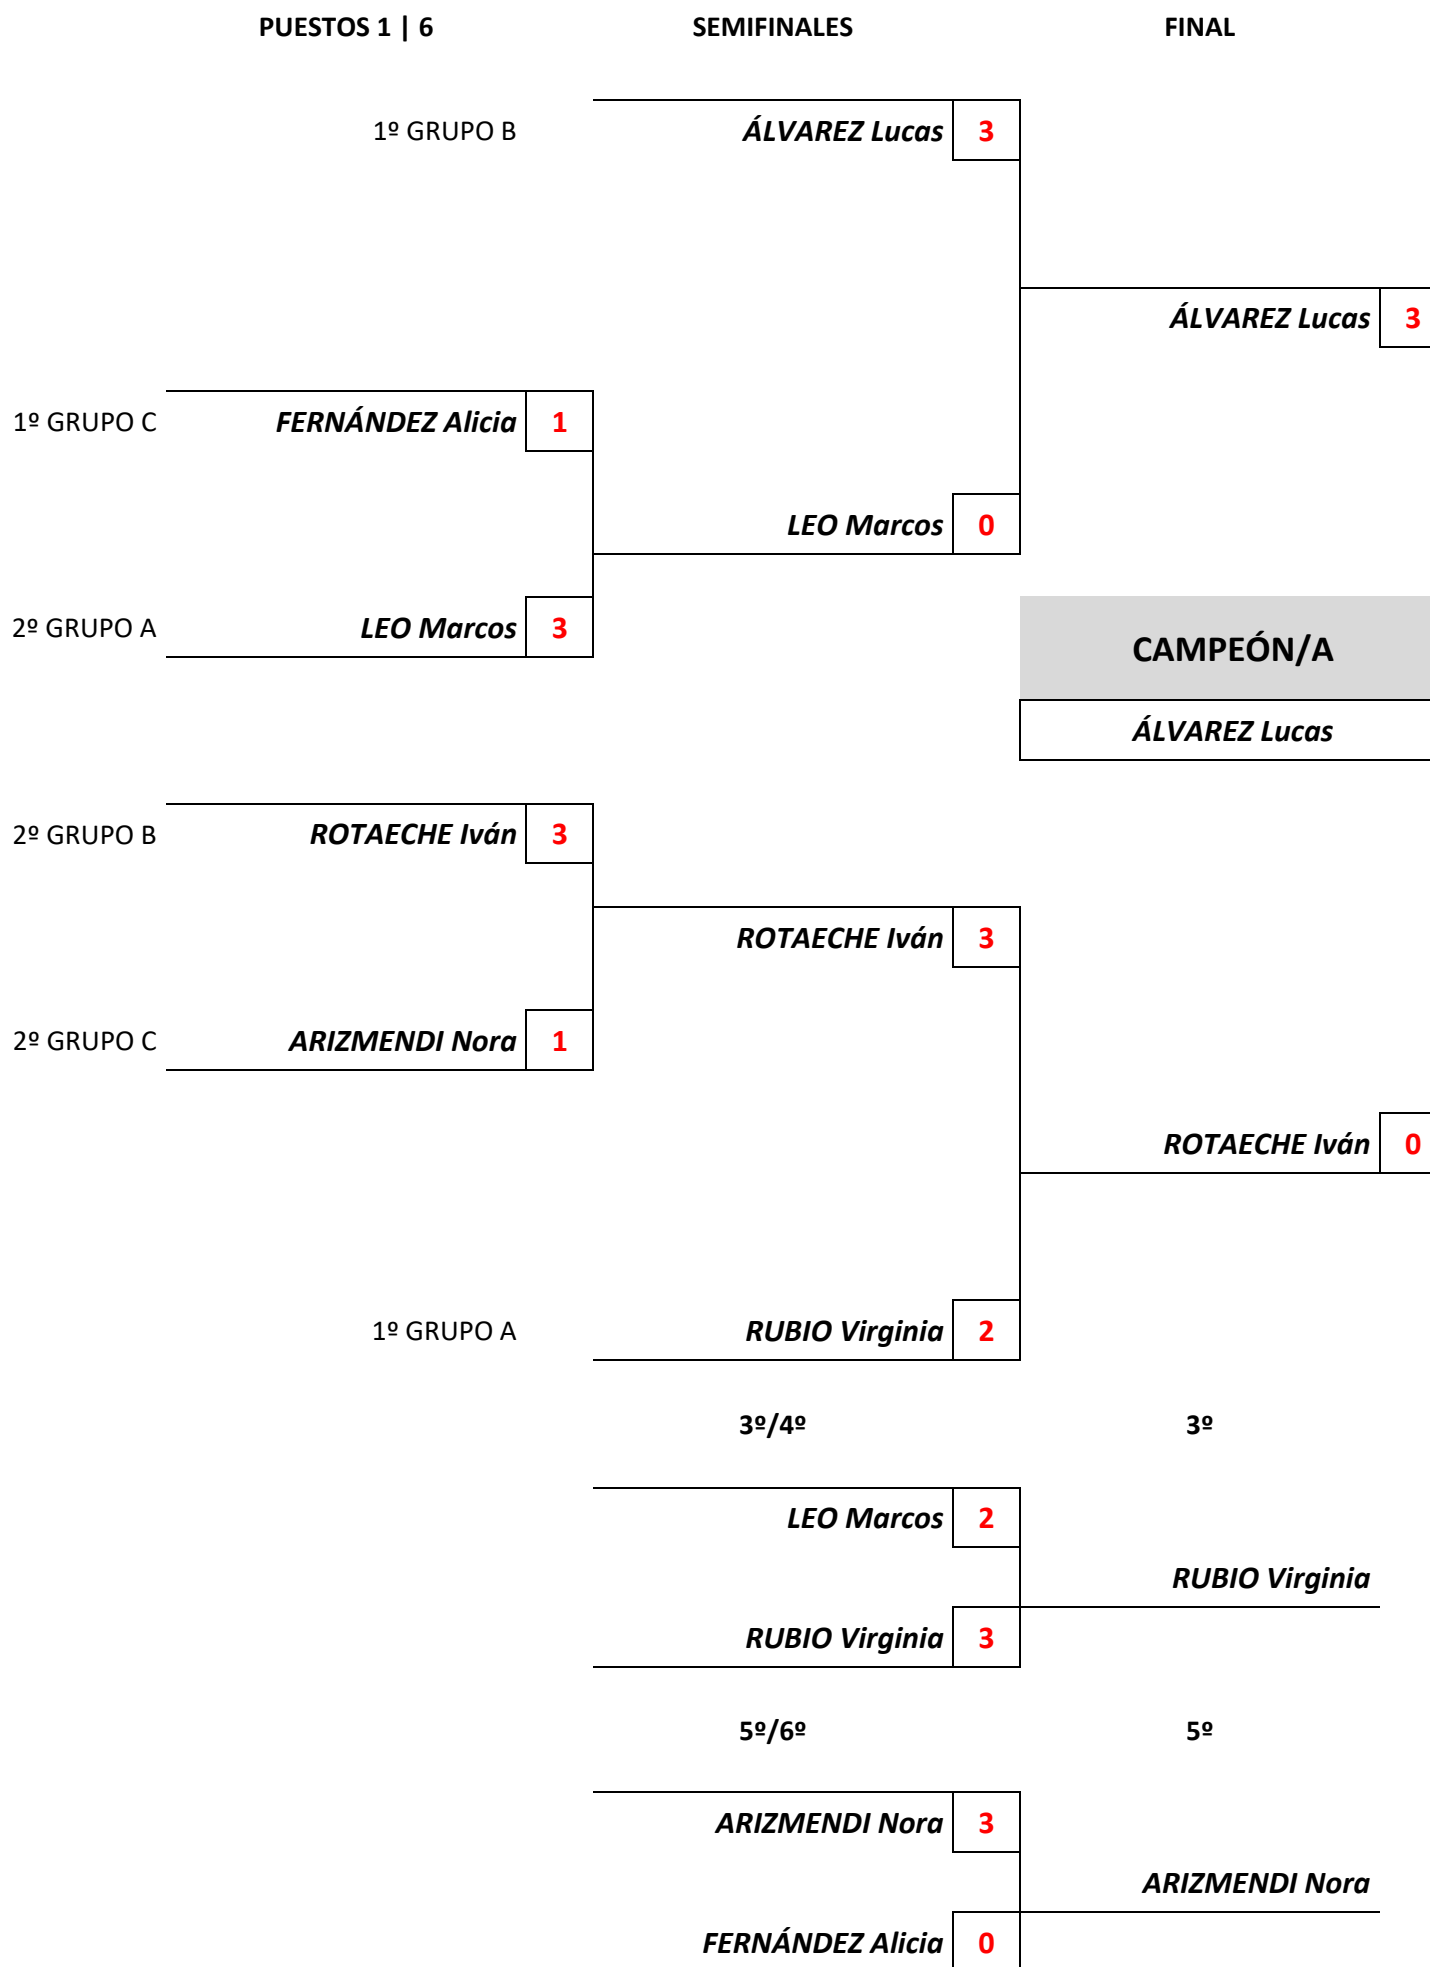 PUESTOS 1 | 6 SEMIFINALES FINAL
1º GRUPO B ÁLVAREZ Lucas 3
ÁLVAREZ Lucas 3
1º GRUPO C FERNÁNDEZ Alicia 1
LEO Marcos 0
2º GRUPO A LEO Marcos 3
CAMPEÓN/A
ÁLVAREZ Lucas
2º GRUPO B ROTAECHE Iván 3
ROTAECHE Iván 3
2º GRUPO C ARIZMENDI Nora 1
ROTAECHE Iván 0
1º GRUPO A RUBIO Virginia 2
3º/4º 3º
LEO Marcos 2
RUBIO Virginia
RUBIO Virginia 3
5º/6º 5º
ARIZMENDI Nora 3
ARIZMENDI Nora
FERNÁNDEZ Alicia 0